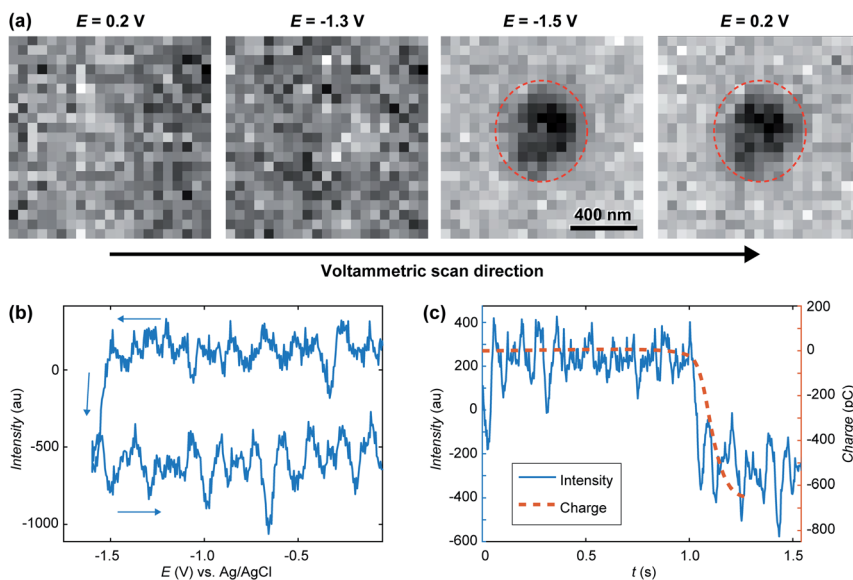 (a)
E = 0.2 V
E = -1.3 V
E = -1.5 V
E = 0.2 V
400 nm
Voltammetric scan direction
(b)
Intensity (au)
0
-500
-1000
-1.5
-1.0
-0.5
E (V) vs. Ag/AgCl
(c)
Intensity (au)
400
200
0
-200
-400
-600
0
0.5
1.0
1.5
t (s)
Intensity
Charge
200
0
-200
-400
-600
-800
Charge (pC)